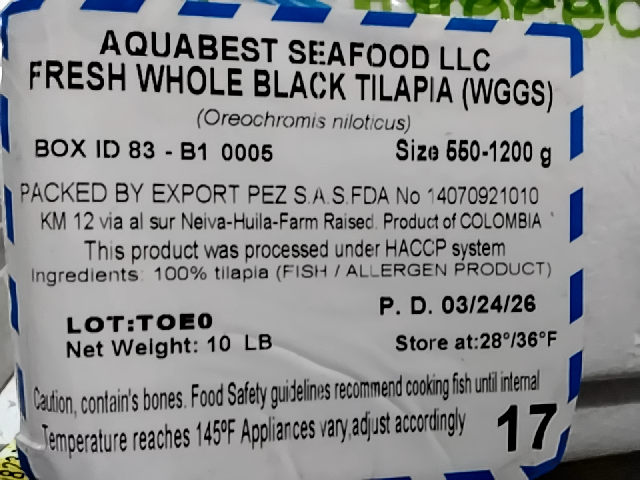 AQUABEST SEAFOOD LLC
FRESH WHOLE BLACK TILAPIA (WGGS)
(Oreochromis niloticus)
BOX ID 83 - B1 0005 Size 550-1200 g
PACKED BY EXPORT PEZ S.A.S.FDA No 14070921010
KM 12 via al sur Neiva-Huila-Farm Raised. Product of COLOMBIA
This product was processed under HACCP system
Ingredients: 100% tilapia (FISH / ALLERGEN PRODUCT)
P. D. 03/24/26
LOT:TOE0
Net Weight: 10 LB Store at:28°/36°F
Caution, contain's bones. Food Safety guidelines recommend cooking fish until internal
Temperature reaches 145ºF Appliances vary,adjust accordingly
17